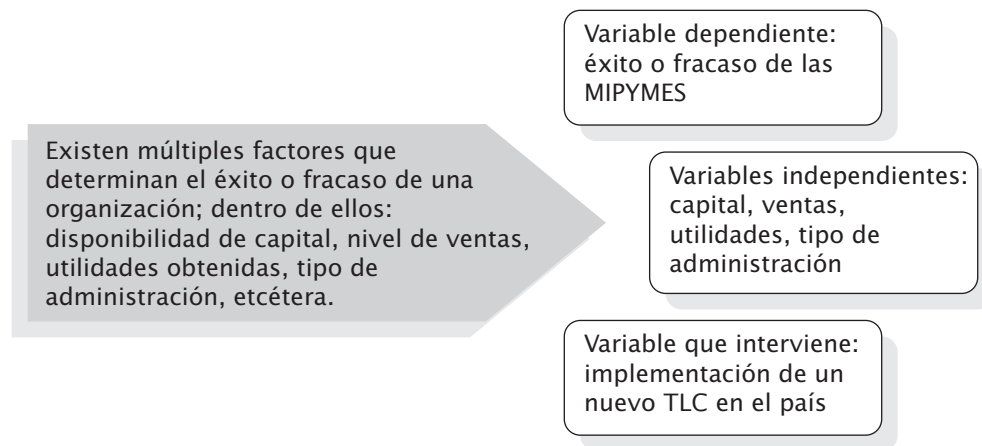 Existen múltiples factores que
determinan el éxito o fracaso de una
organización; dentro de ellos:
disponibilidad de capital, nivel de ventas,
utilidades obtenidas, tipo de
administración, etcétera.
Variable dependiente:
éxito o fracaso de las
MIPYMES
Variables independientes:
capital, ventas,
utilidades, tipo de
administración
Variable que interviene:
implementación de un
nuevo TLC en el país